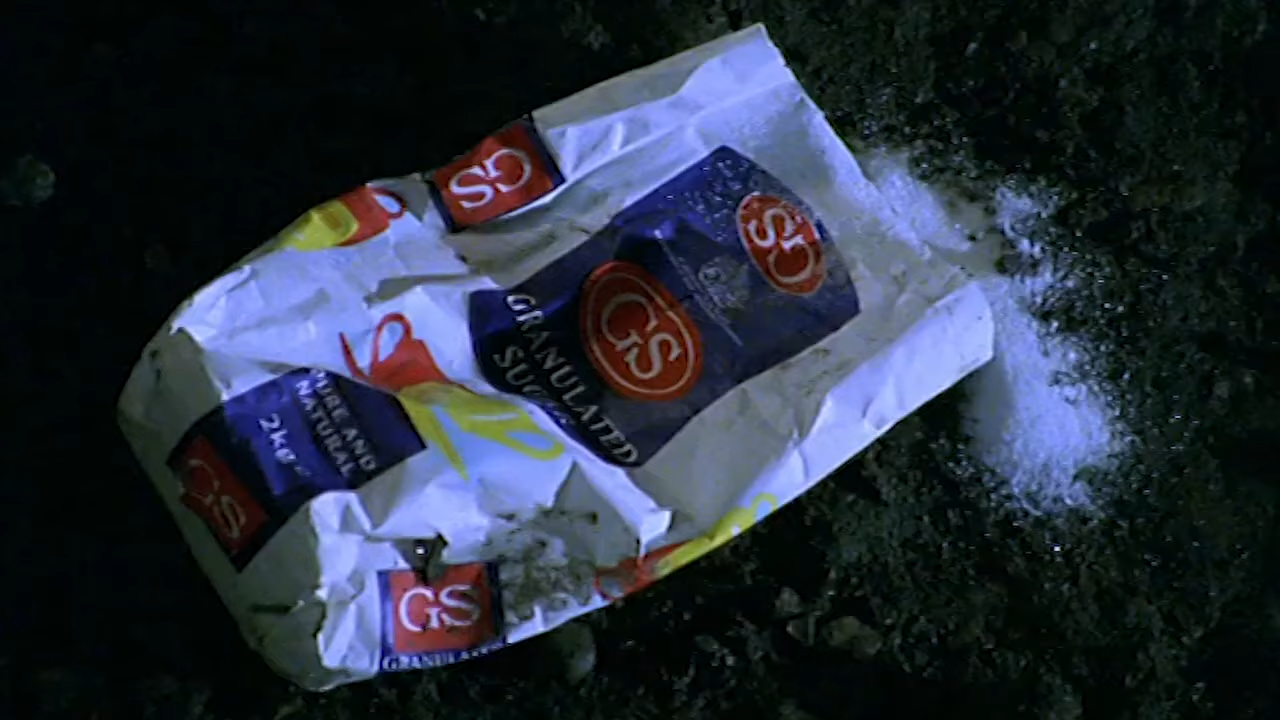 GS
GS
GS
GRANULATED
SUGAR
PURE AND
NATURAL
2kg e
GS
GS
GRANULATED